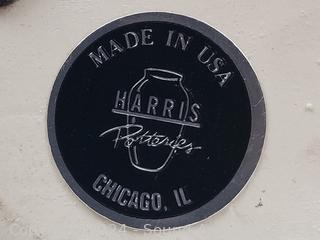 MADE IN USA
HARRIS
Potteries
CHICAGO, IL